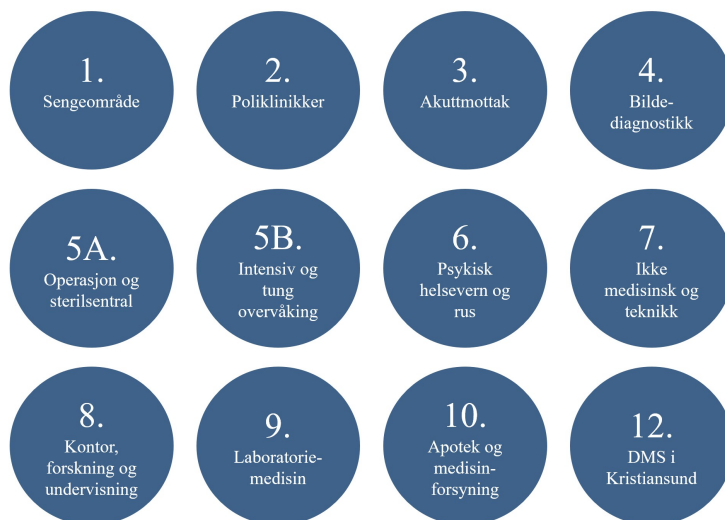 1.
Sengeområde
2.
Poliklinikker
3.
Akuttmottak
4.
Bilde-
diagnostikk
5A.
Operasjon og
sterilsentral
5B.
Intensiv og
tung
overvåking
6.
Psykisk
helsevern og
rus
7.
Ikke
medisinsk og
teknikk
8.
Kontor,
forskning og
undervisning
9.
Laboratorie-
medisin
10.
Apotek og
medisin-
forsyning
12.
DMS i
Kristiansund